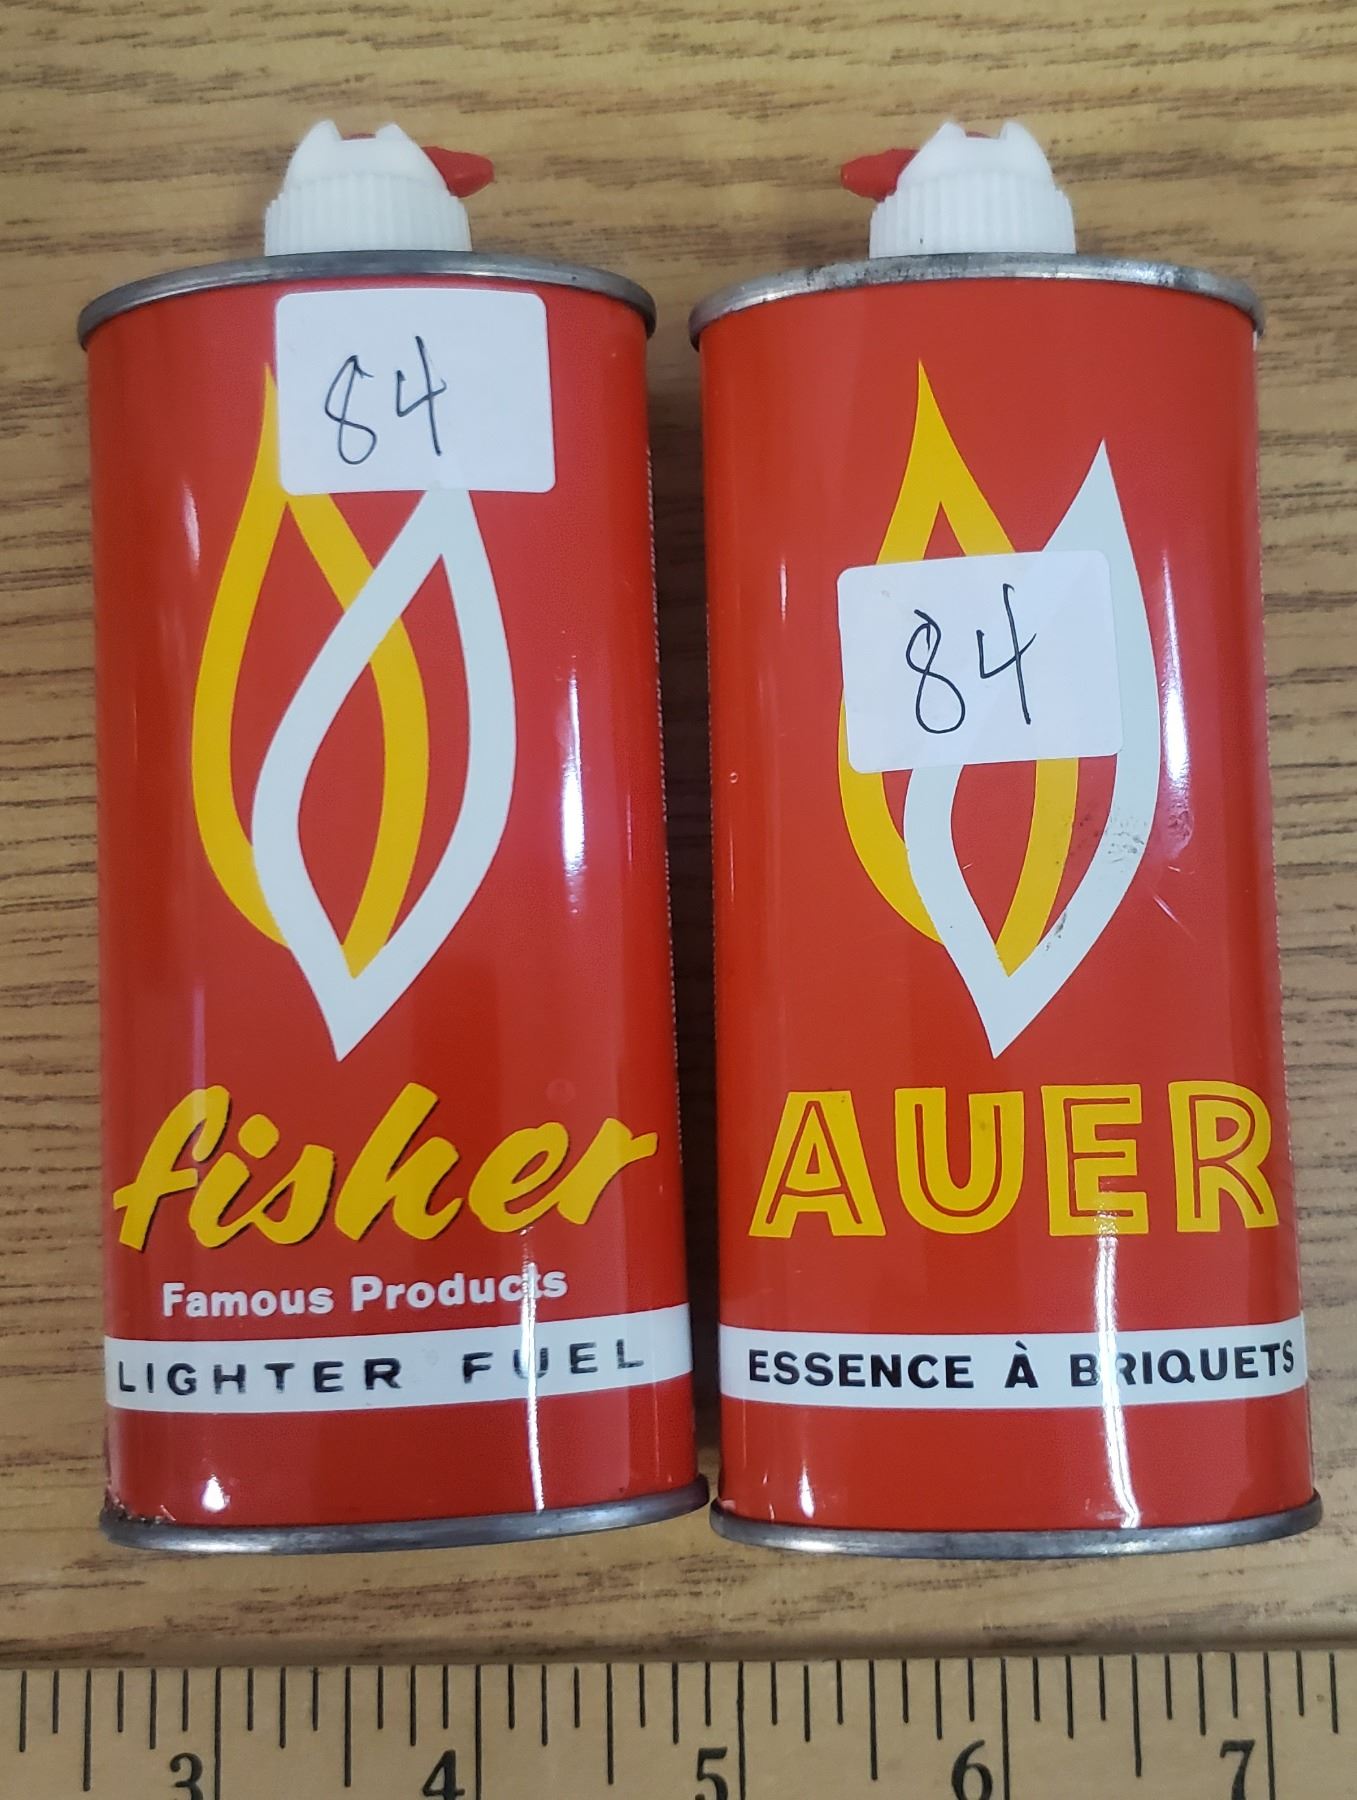 84
fisher
Famous Products
LIGHTER FUEL
84
AUER
ESSENCE À BRIQUETS
3 4 5 6 7